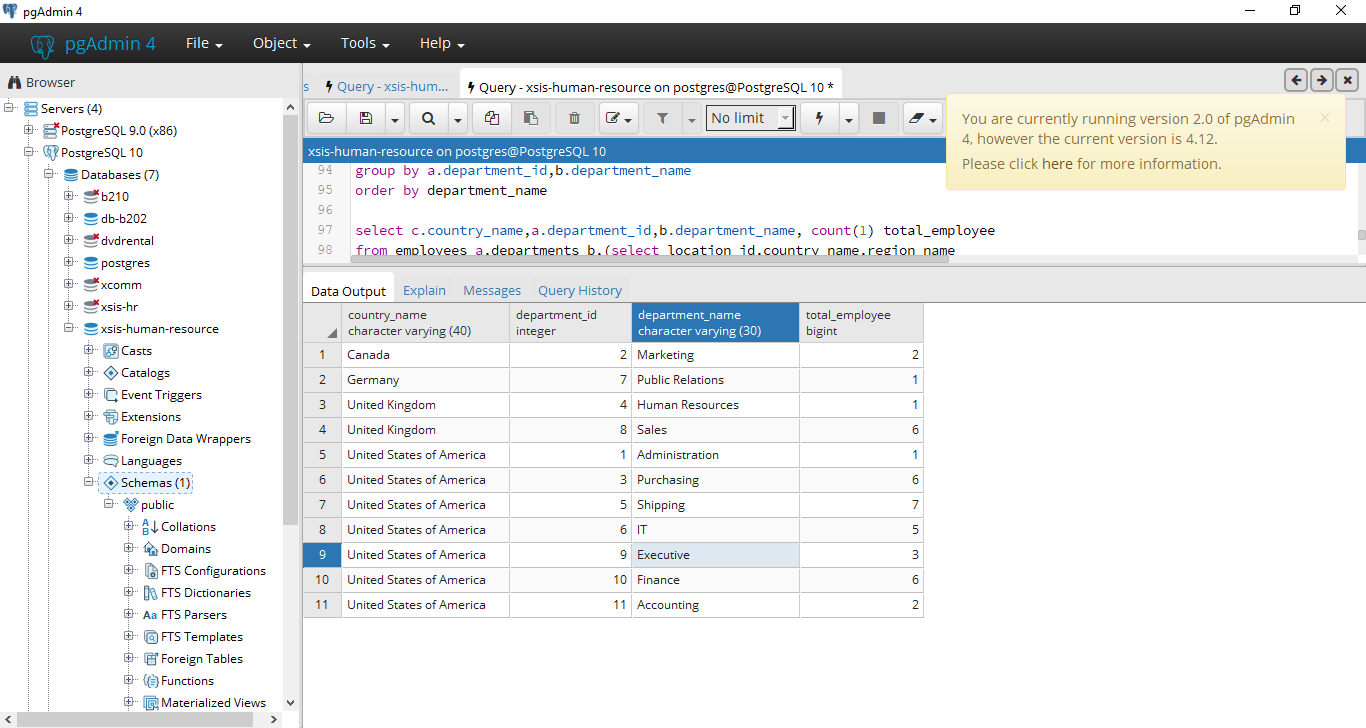 pgAdmin 4
pgAdmin 4 File Object Tools Help
Browser
Servers (4)
PostgreSQL 9.0 (x86)
PostgreSQL 10
Databases (7)
b210
db-b202
dvdrental
postgres
xcomm
xsis-hr
xsis-human-resource
Casts
Catalogs
Event Triggers
Extensions
Foreign Data Wrappers
Languages
Schemas (1)
public
Collations
Domains
FTS Configurations
FTS Dictionaries
FTS Parsers
FTS Templates
Foreign Tables
Functions
Materialized Views
s Query - xsis-hum... Query - xsis-human-resource on postgres@PostgreSQL 10 *
No limit
You are currently running version 2.0 of pgAdmin
4, however the current version is 4.12.
Please click here for more information.
xsis-human-resource on postgres@PostgreSQL 10
94 group by a.department_id,b.department_name
95 order by department_name
96
97 select c.country_name,a.department_id,b.department_name, count(1) total_employee
98 from employees a,departments b,(select location_id,country_name,region_name
Data Output Explain Messages Query History
country_name department_id department_name total_employee
character varying (40) integer character varying (30) bigint
1 Canada 2 Marketing 2
2 Germany 7 Public Relations 1
3 United Kingdom 4 Human Resources 1
4 United Kingdom 8 Sales 6
5 United States of America 1 Administration 1
6 United States of America 3 Purchasing 6
7 United States of America 5 Shipping 7
8 United States of America 6 IT 5
9 United States of America 9 Executive 3
10 United States of America 10 Finance 6
11 United States of America 11 Accounting 2